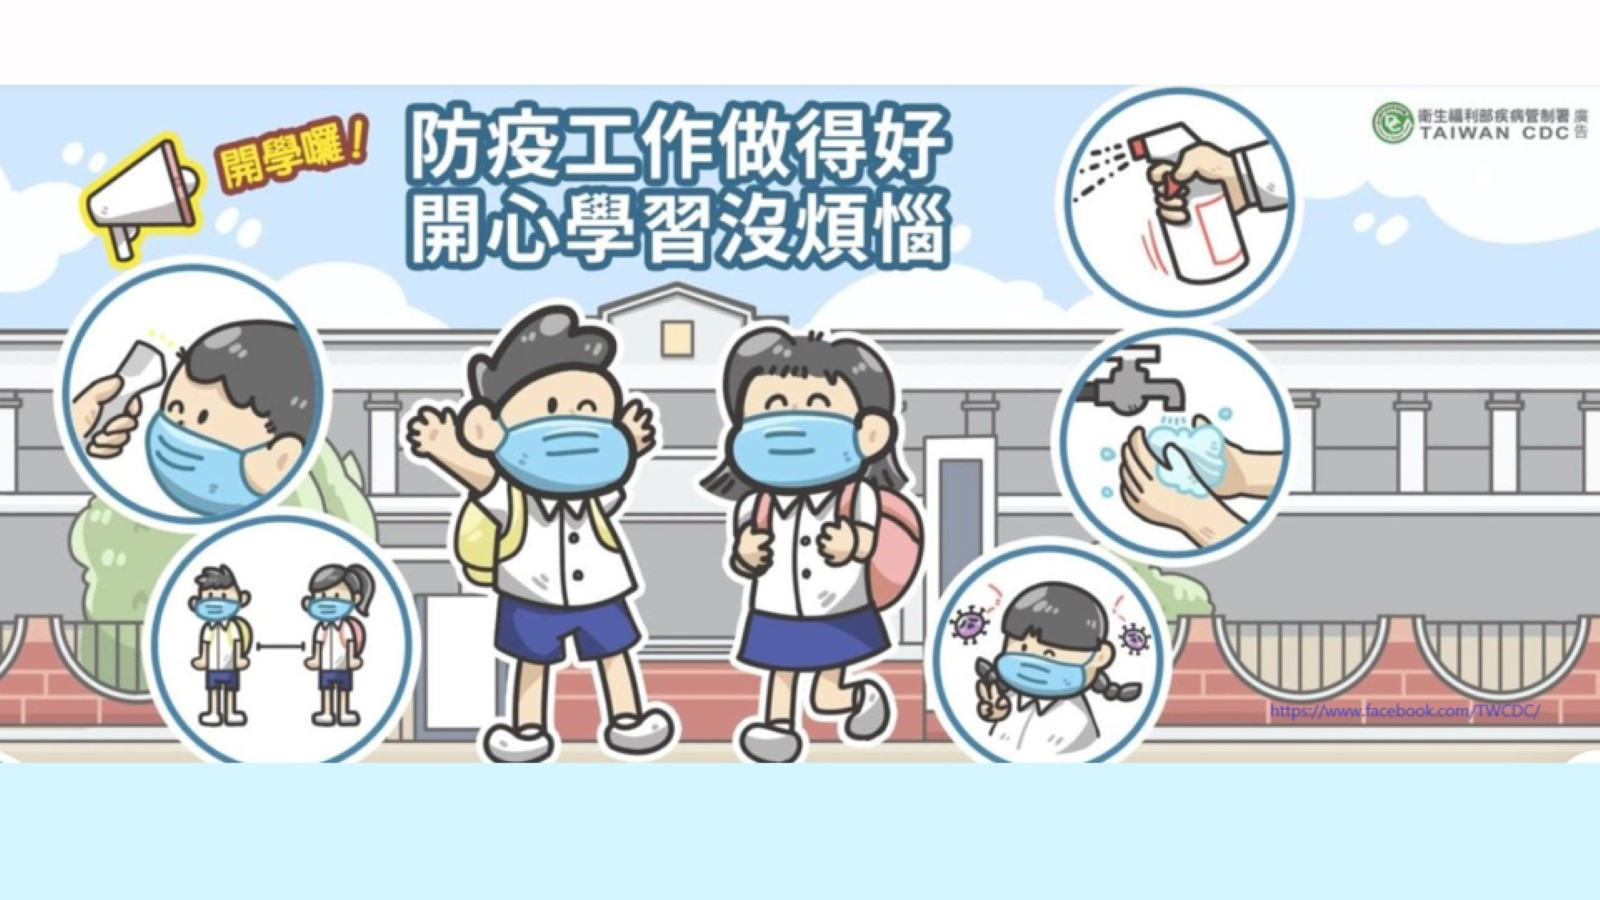 開學囉!
防疫工作做得好
開心學習沒煩惱
衛生福利部疾病管制署 廣告
TAIWAN CDC
https://www.facebook.com/TWCDC/